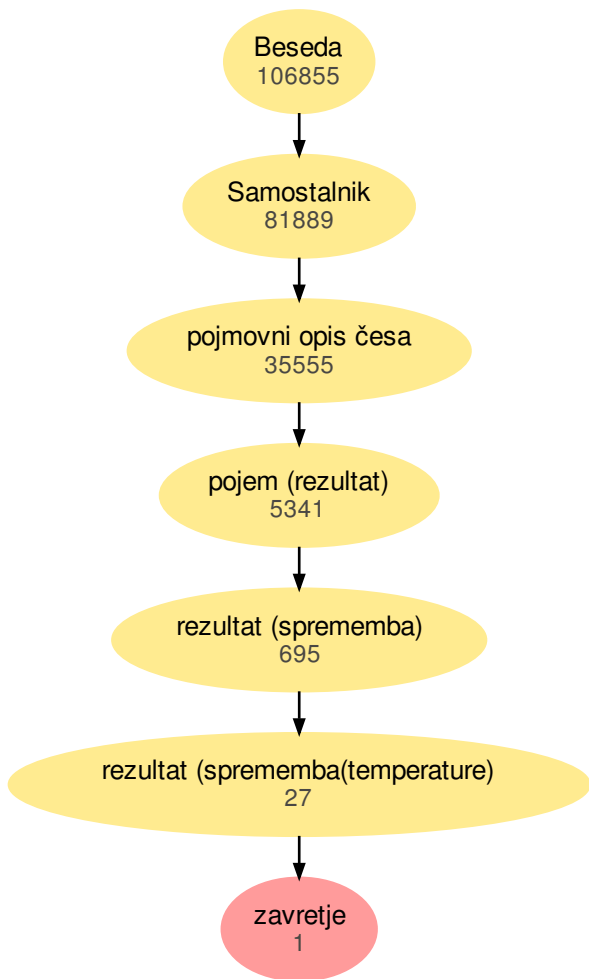 Beseda
106855
Samostalnik
81889
pojmovni opis česa
35555
pojem (rezultat)
5341
rezultat (sprememba)
695
rezultat (sprememba(temperature)
27
zavretje
1